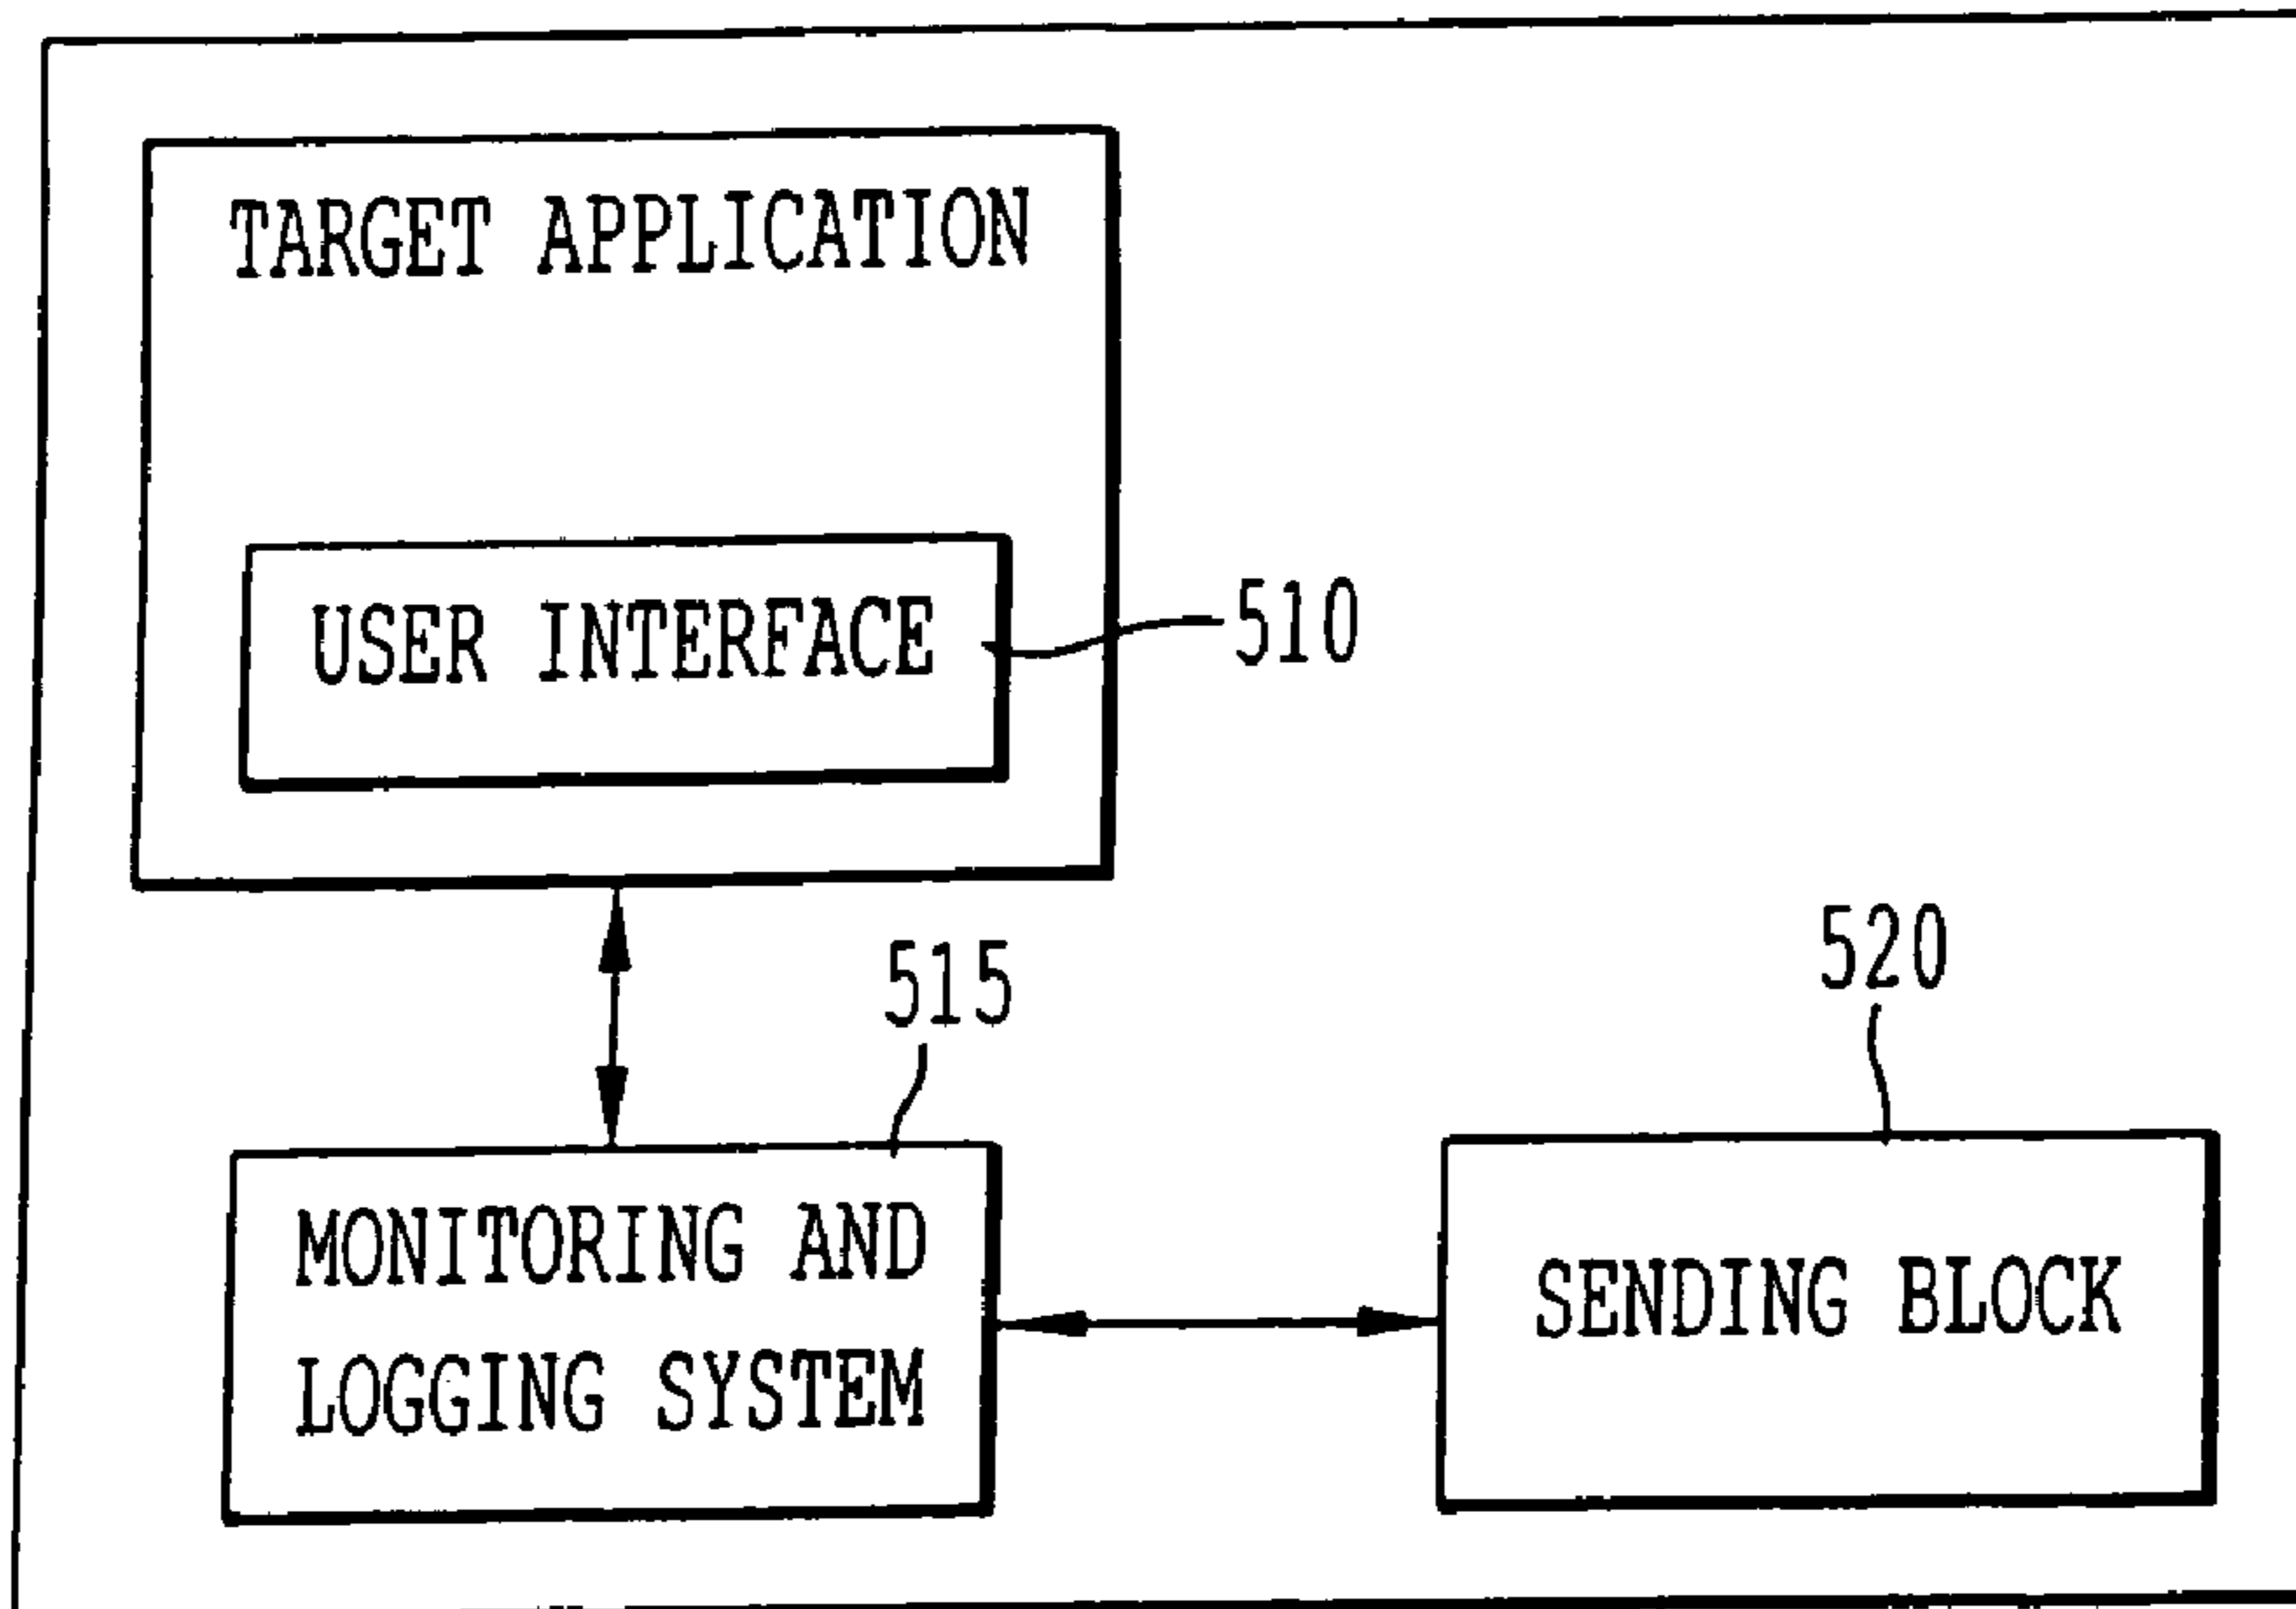 TARGET APPLICATION
USER INTERFACE
510
515
520
MONITORING AND
LOGGING SYSTEM
SENDING BLOCK